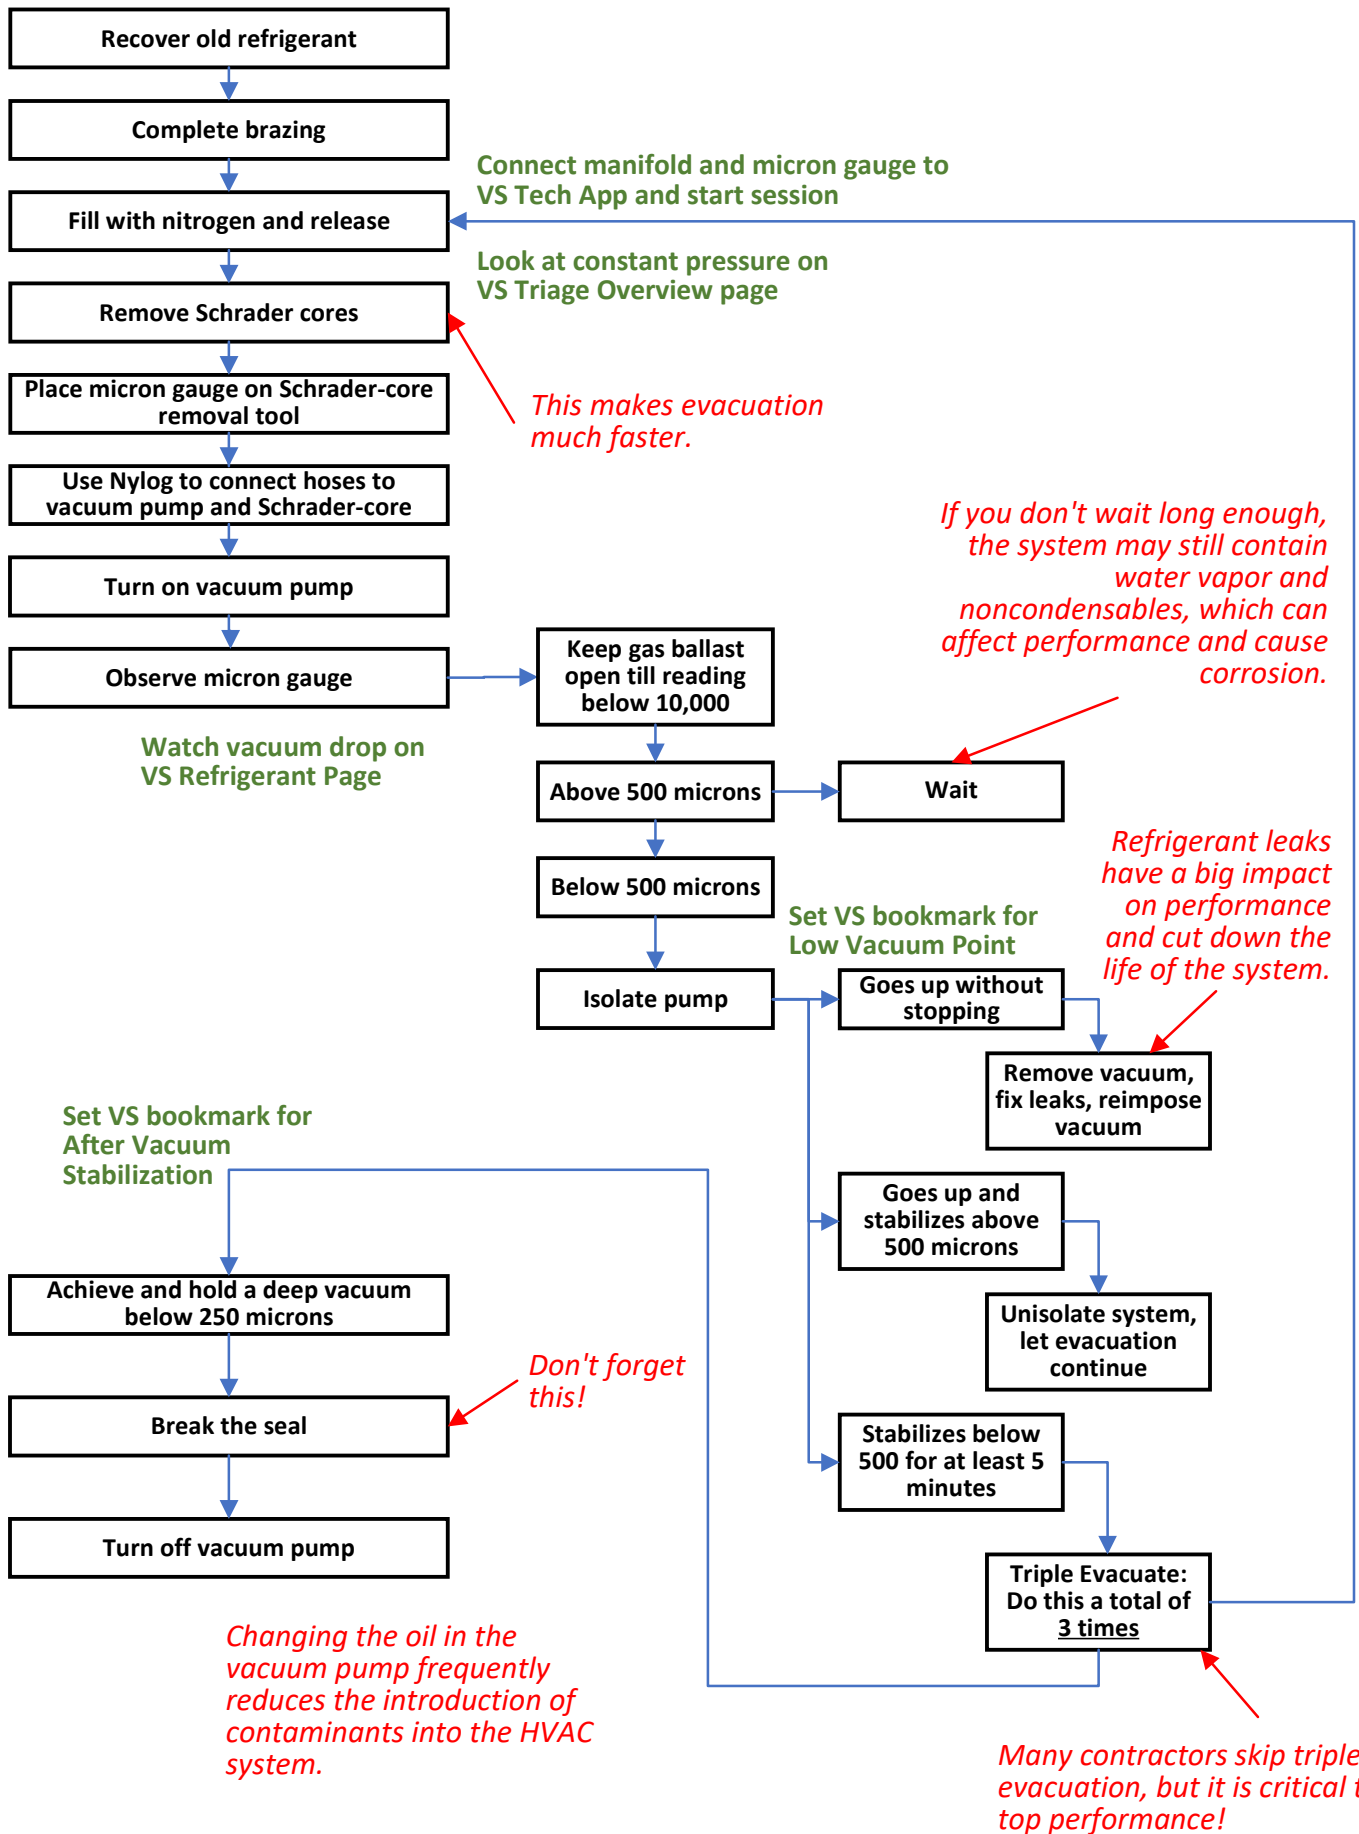 Recover old refrigerant
Complete brazing
Connect manifold and micron gauge to
VS Tech App and start session
Fill with nitrogen and release
Look at constant pressure on
VS Triage Overview page
Remove Schrader cores
This makes evacuation
much faster.
Place micron gauge on Schrader-core
removal tool
Use Nylog to connect hoses to
vacuum pump and Schrader-core
Turn on vacuum pump
Observe micron gauge
Watch vacuum drop on
VS Refrigerant Page
Keep gas ballast
open till reading
below 10,000
If you don't wait long enough,
the system may still contain
water vapor and
noncondensables, which can
affect performance and cause
corrosion.
Above 500 microns
Wait
Below 500 microns
Refrigerant leaks
have a big impact
on performance
and cut down the
life of the system.
Set VS bookmark for
Low Vacuum Point
Isolate pump
Goes up without
stopping
Remove vacuum,
fix leaks, reimpose
vacuum
Set VS bookmark for
After Vacuum
Stabilization
Goes up and
stabilizes above
500 microns
Unisolate system,
let evacuation
continue
Achieve and hold a deep vacuum
below 250 microns
Don't forget
this!
Break the seal
Stabilizes below
500 for at least 5
minutes
Turn off vacuum pump
Triple Evacuate:
Do this a total of
3 times
Changing the oil in the
vacuum pump frequently
reduces the introduction of
contaminants into the HVAC
system.
Many contractors skip triple
evacuation, but it is critical
top performance!